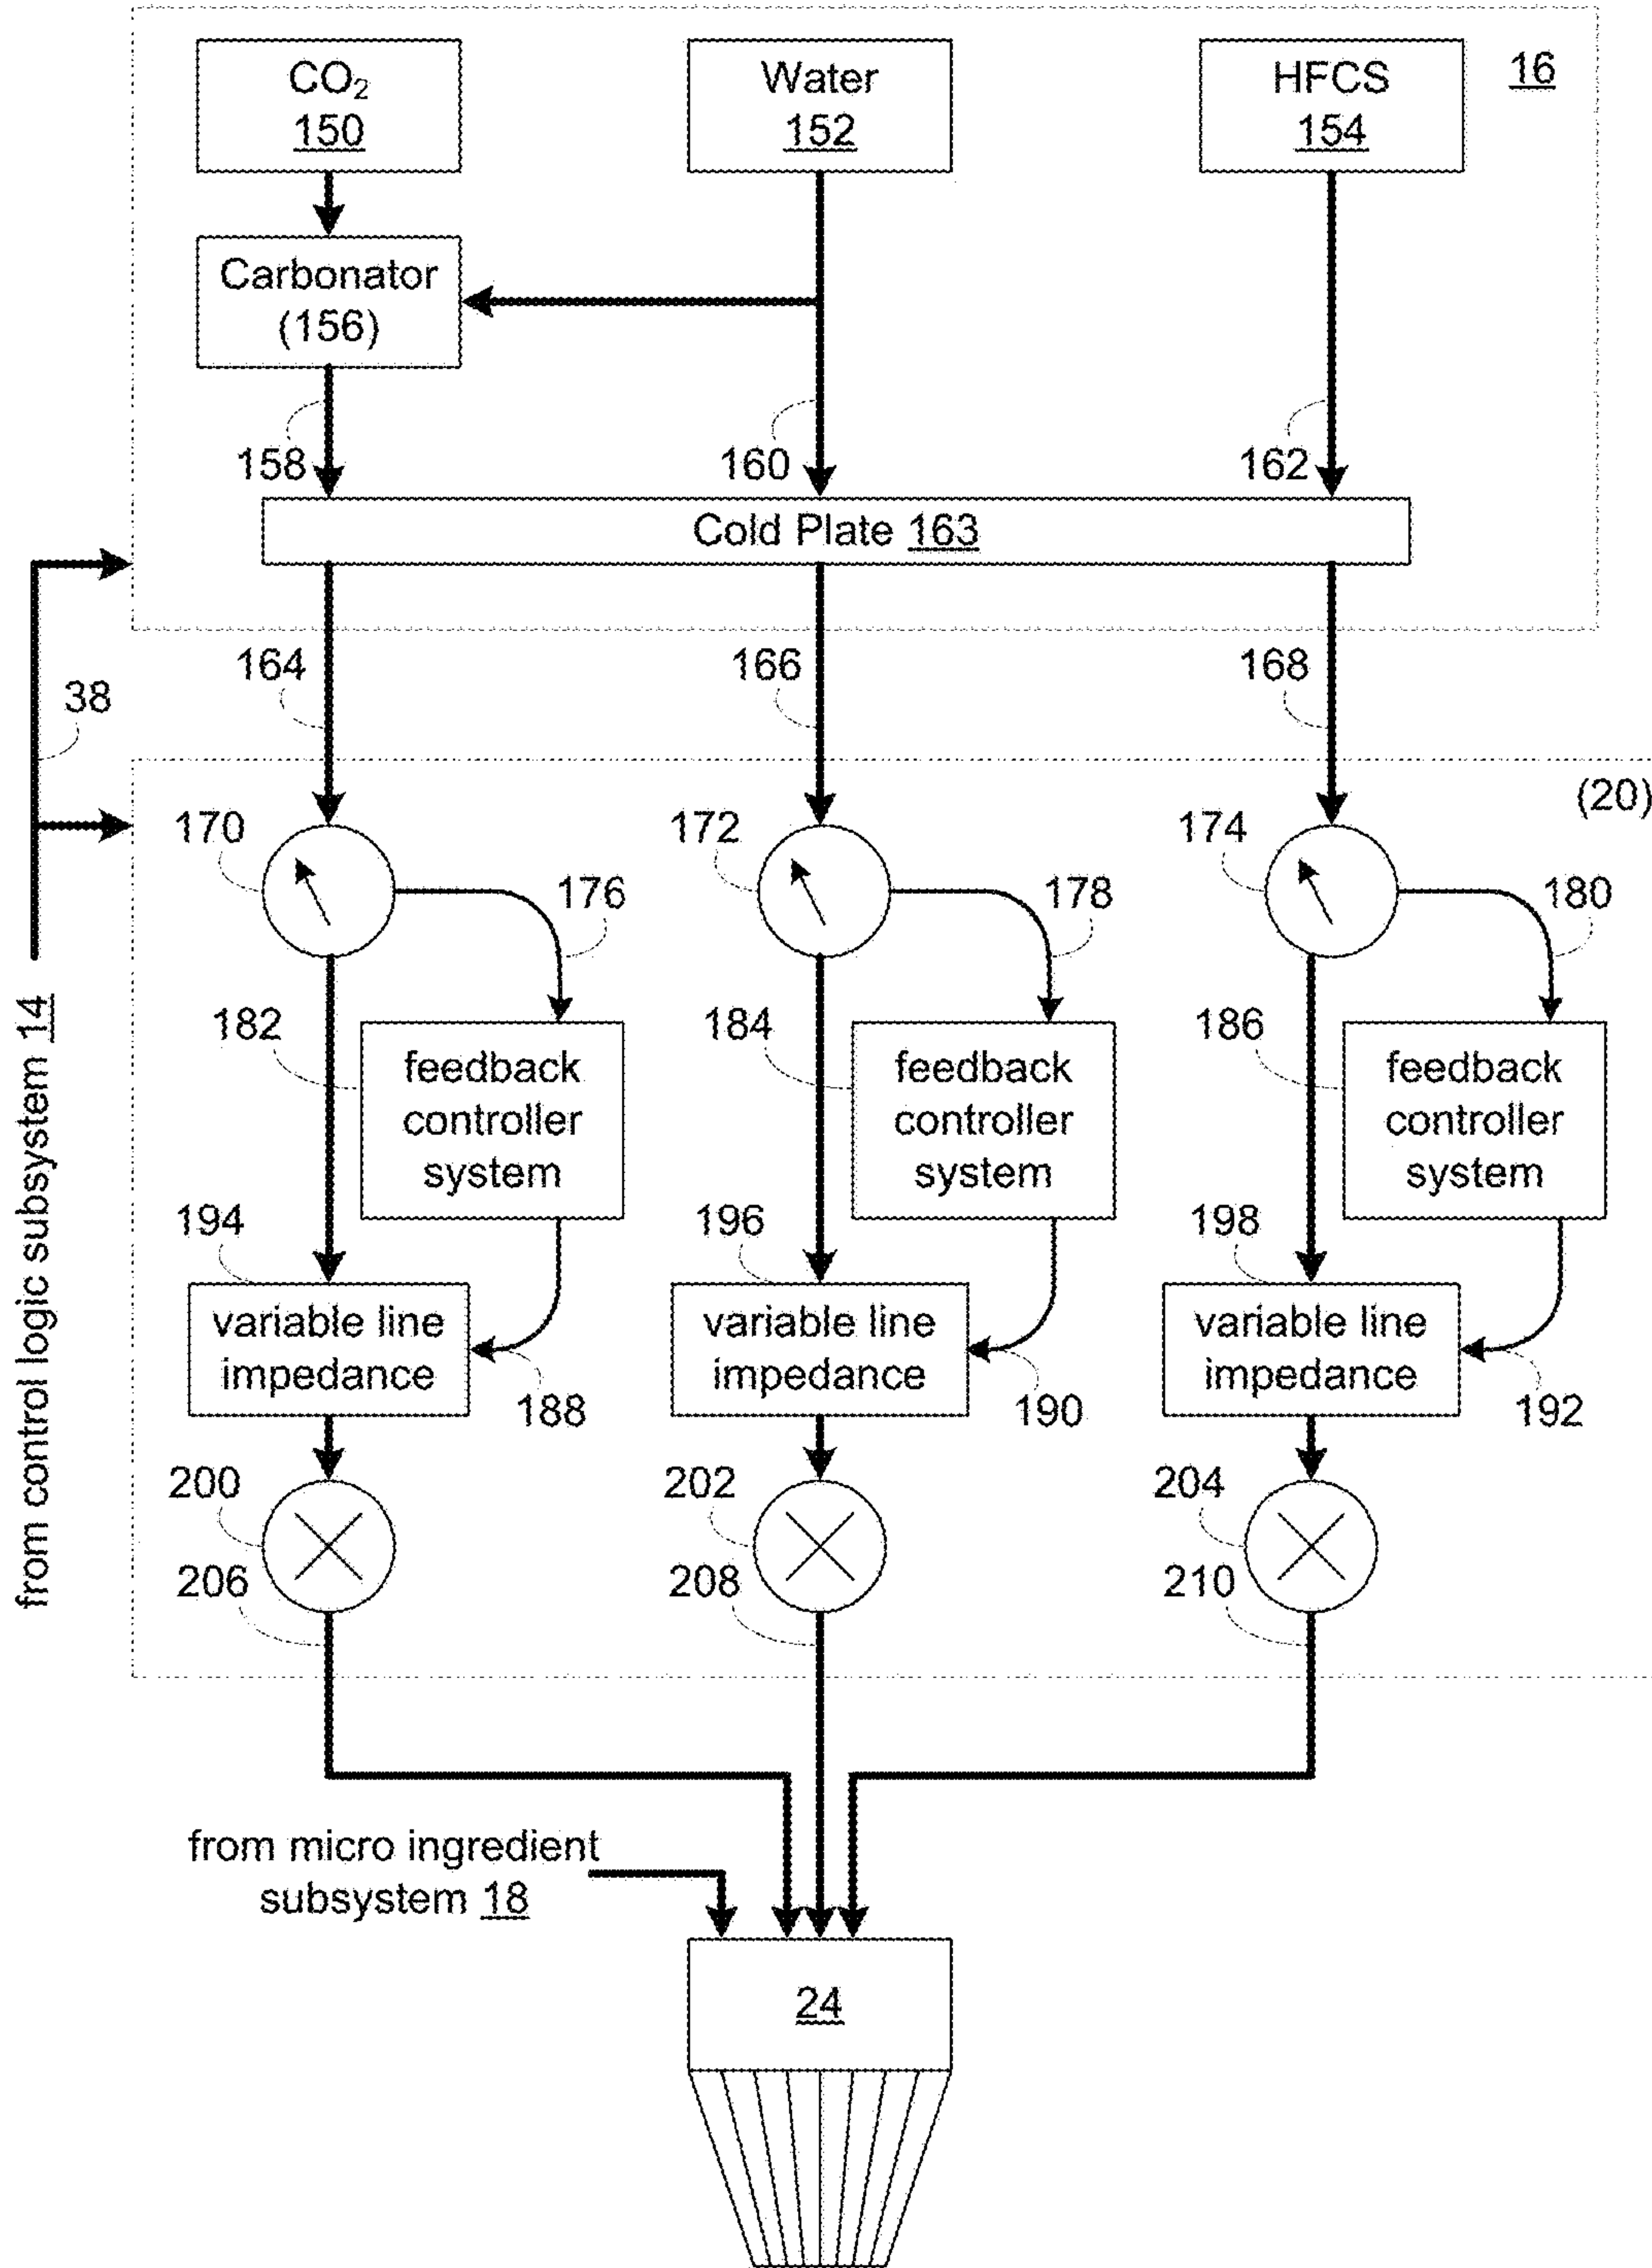 CO₂
150
Water
152
HFCS
154
16
Carbonator
(156)
158
160
162
Cold Plate 163
164
166
168
38
(20)
170
172
174
176
178
180
from control logic subsystem 14
182
feedback
controller
system
184
feedback
controller
system
186
feedback
controller
system
194
196
198
variable line
impedance
variable line
impedance
variable line
impedance
188
190
192
200
202
204
206
208
210
from micro ingredient
subsystem 18
24